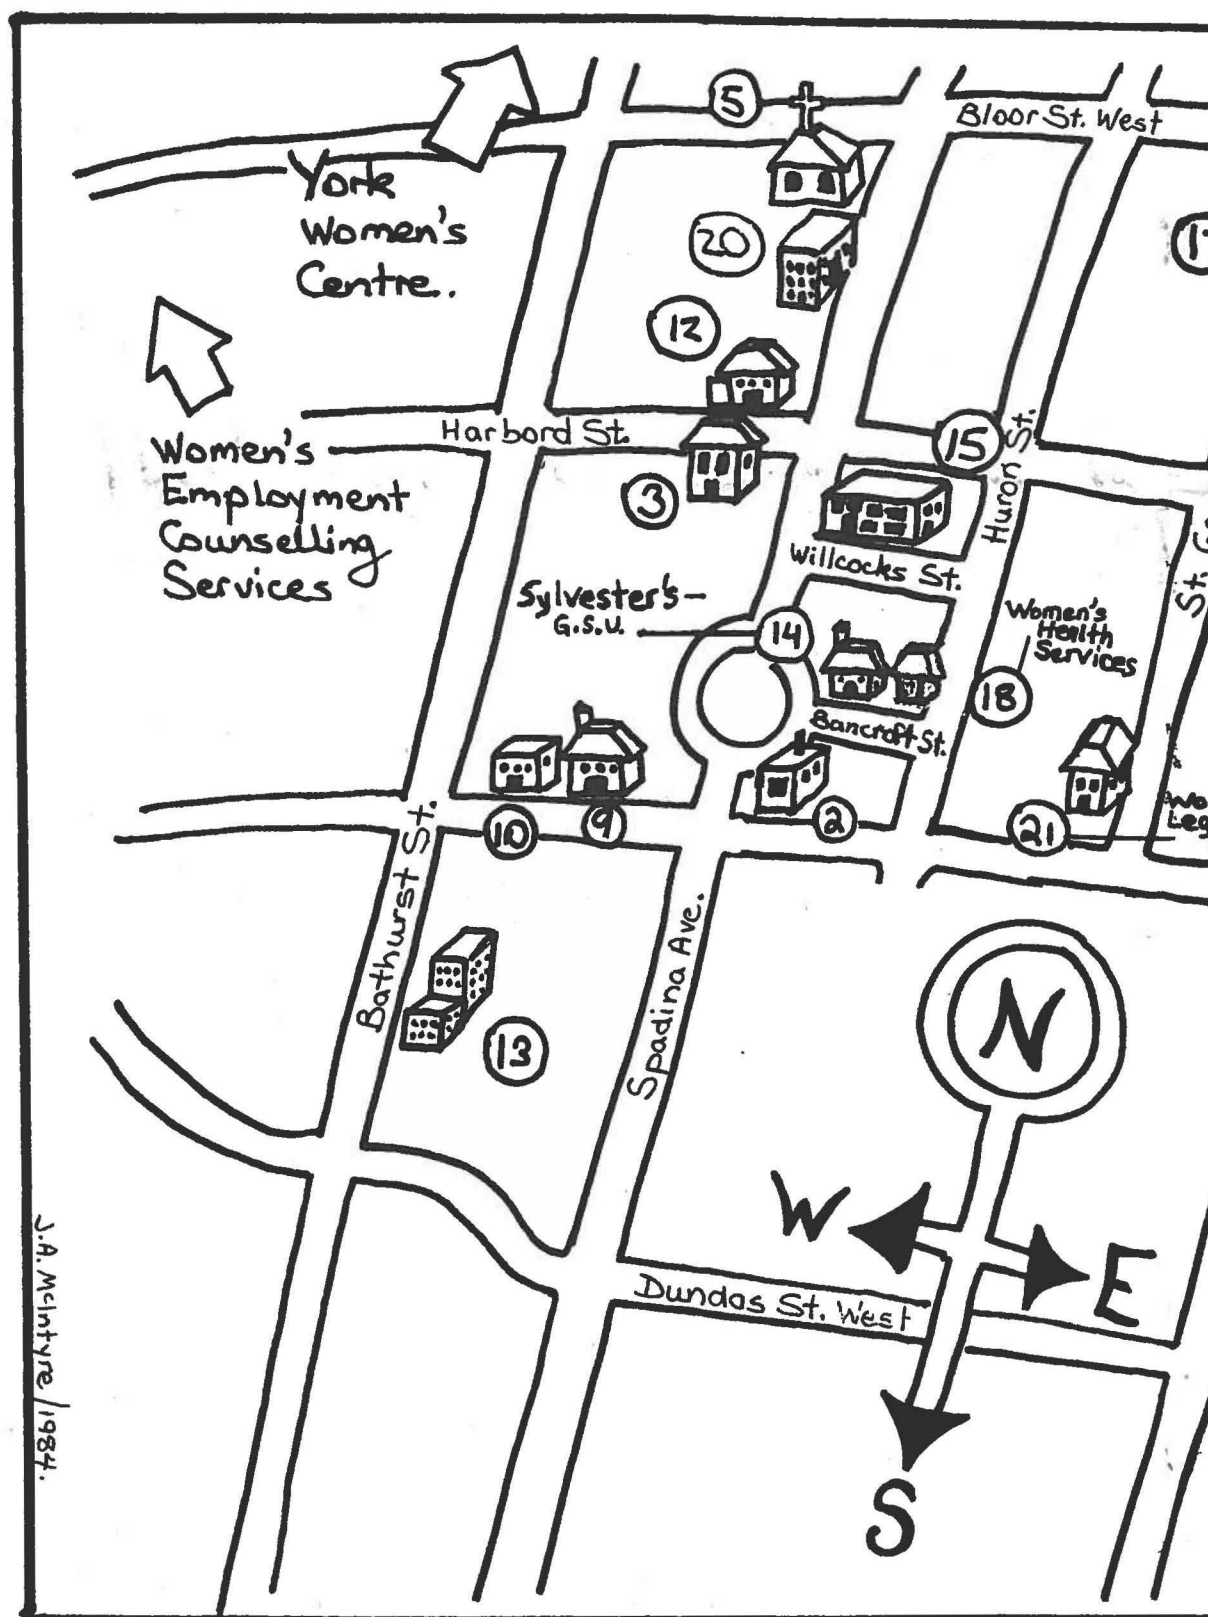 5
Bloor St. West
York
Women's
Centre.
20
12
Harbord St.
15
Huron St.
Women's
Employment
Counselling
Services
3
Willcocks St.
Sylvester's—
G.S.U.
14
Women's
Health
Services
18
Bancroft St.
10
9
2
21
Bathurst St.
Spadina Ave.
13
N
W
E
S
Dundas St. West
J.A. McIntyre/1984.